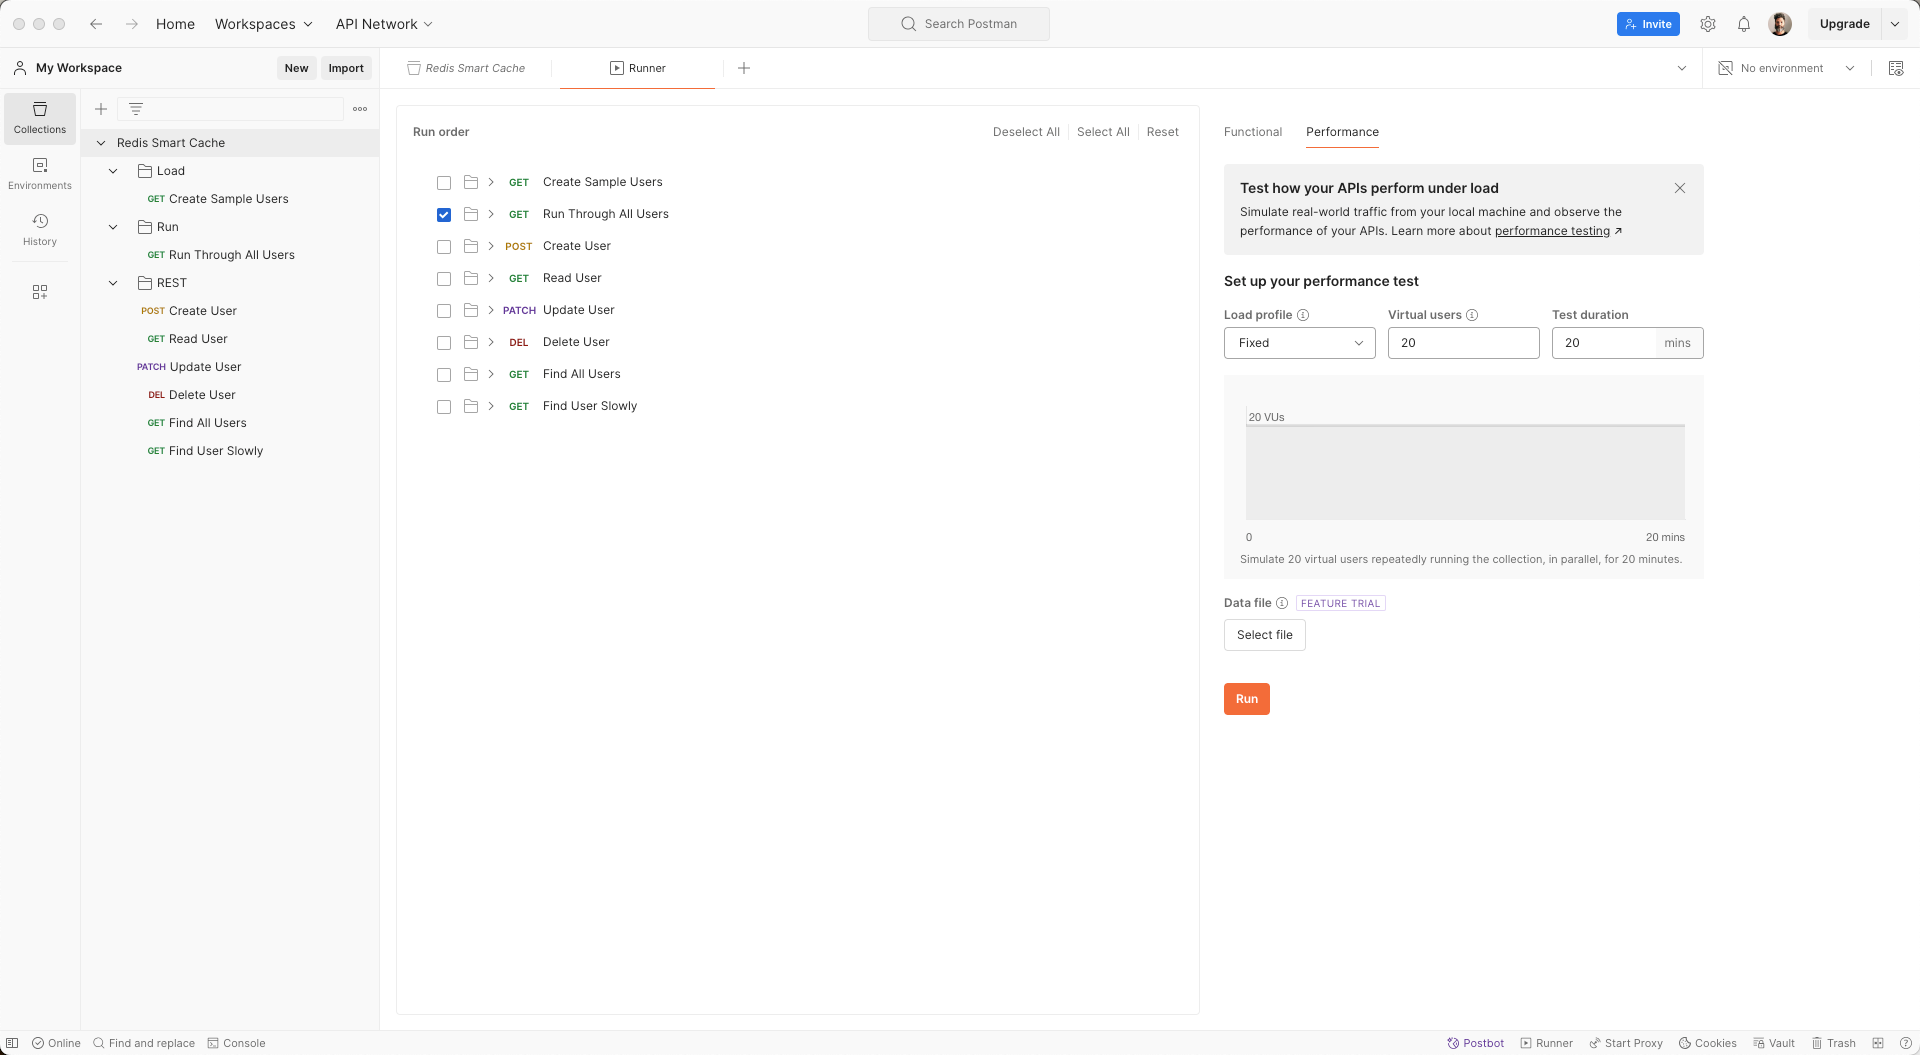 Home
Workspaces
API Network
Search Postman
Invite
Upgrade
My Workspace
New
Import
Redis Smart Cache
Runner
No environment
Collections
Environments
History
Redis Smart Cache
Load
GET Create Sample Users
Run
GET Run Through All Users
REST
POST Create User
GET Read User
PATCH Update User
DEL Delete User
GET Find All Users
GET Find User Slowly
Run order
Deselect All
Select All
Reset
GET Create Sample Users
GET Run Through All Users
POST Create User
GET Read User
PATCH Update User
DEL Delete User
GET Find All Users
GET Find User Slowly
Functional
Performance
Test how your APIs perform under load
Simulate real-world traffic from your local machine and observe the
performance of your APIs. Learn more about performance testing ↗
Set up your performance test
Load profile
Virtual users
Test duration
Fixed
20
20 mins
20 VUs
0
20 mins
Simulate 20 virtual users repeatedly running the collection, in parallel, for 20 minutes.
Data file
FEATURE TRIAL
Select file
Run
Online
Find and replace
Console
Postbot
Runner
Start Proxy
Cookies
Vault
Trash